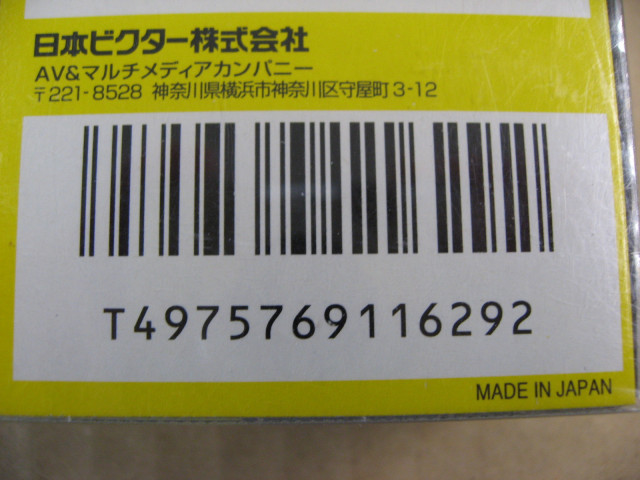 日本ビクター株式会社
AV&マルチメディアカンパニー
〒221-8528 神奈川県横浜市神奈川区守屋町3-12
T4975769116292
MADE IN JAPAN